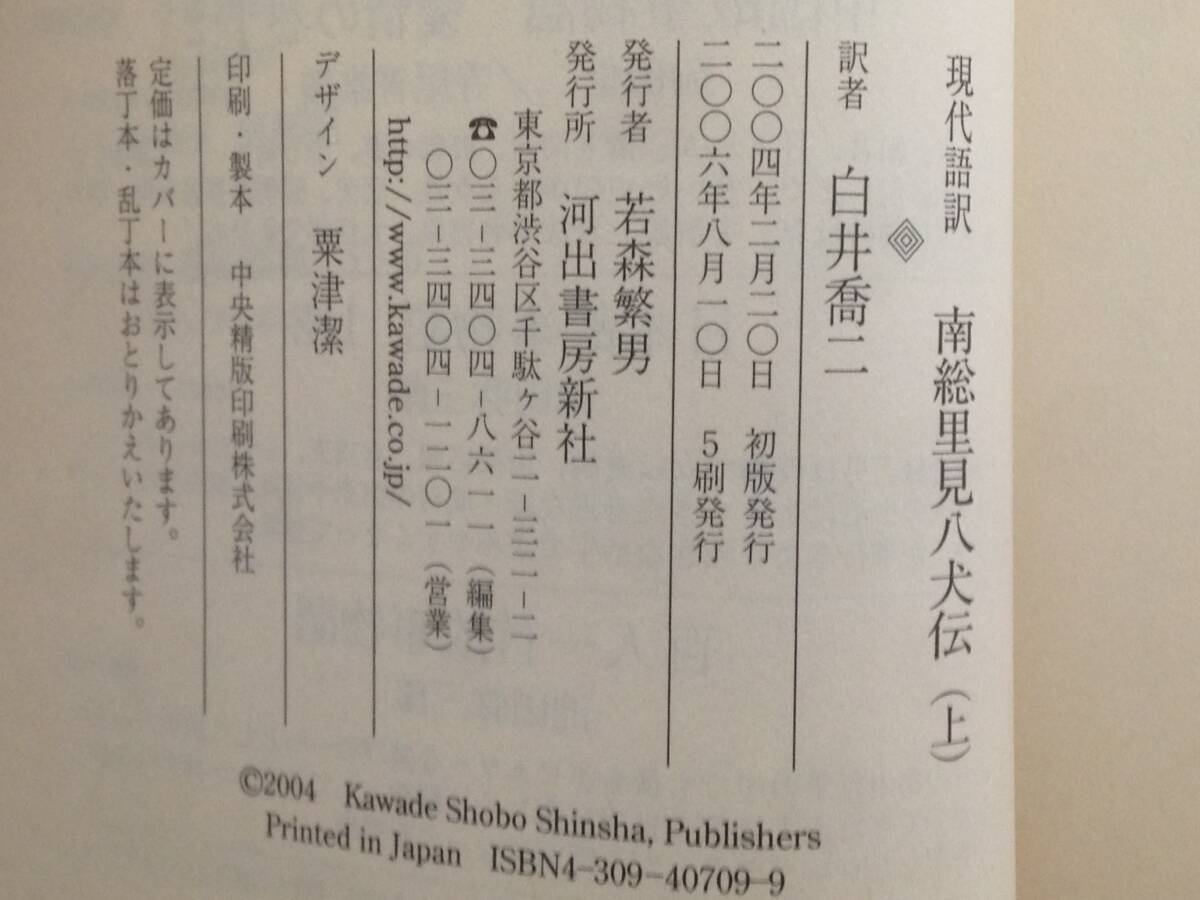 現代語訳 南総里見八犬伝(上)
訳者 白井喬二
二〇〇四年二月二〇日 初版発行
二〇〇六年八月一〇日 5刷発行
発行者 若森繁男
発行所 河出書房新社
東京都渋谷区千駄ヶ谷二-三二-二
☎〇三-三四〇四-八六一一(編集)
〇三-三四〇四-一二〇一(営業)
http://www.kawade.co.jp/
デザイン 粟津潔
印刷・製本 中央精版印刷株式会社
定価はカバーに表示してあります。
落丁本・乱丁本はおとりかえいたします。
©2004 Kawade Shobo Shinsha, Publishers
Printed in Japan ISBN4-309-40709-9